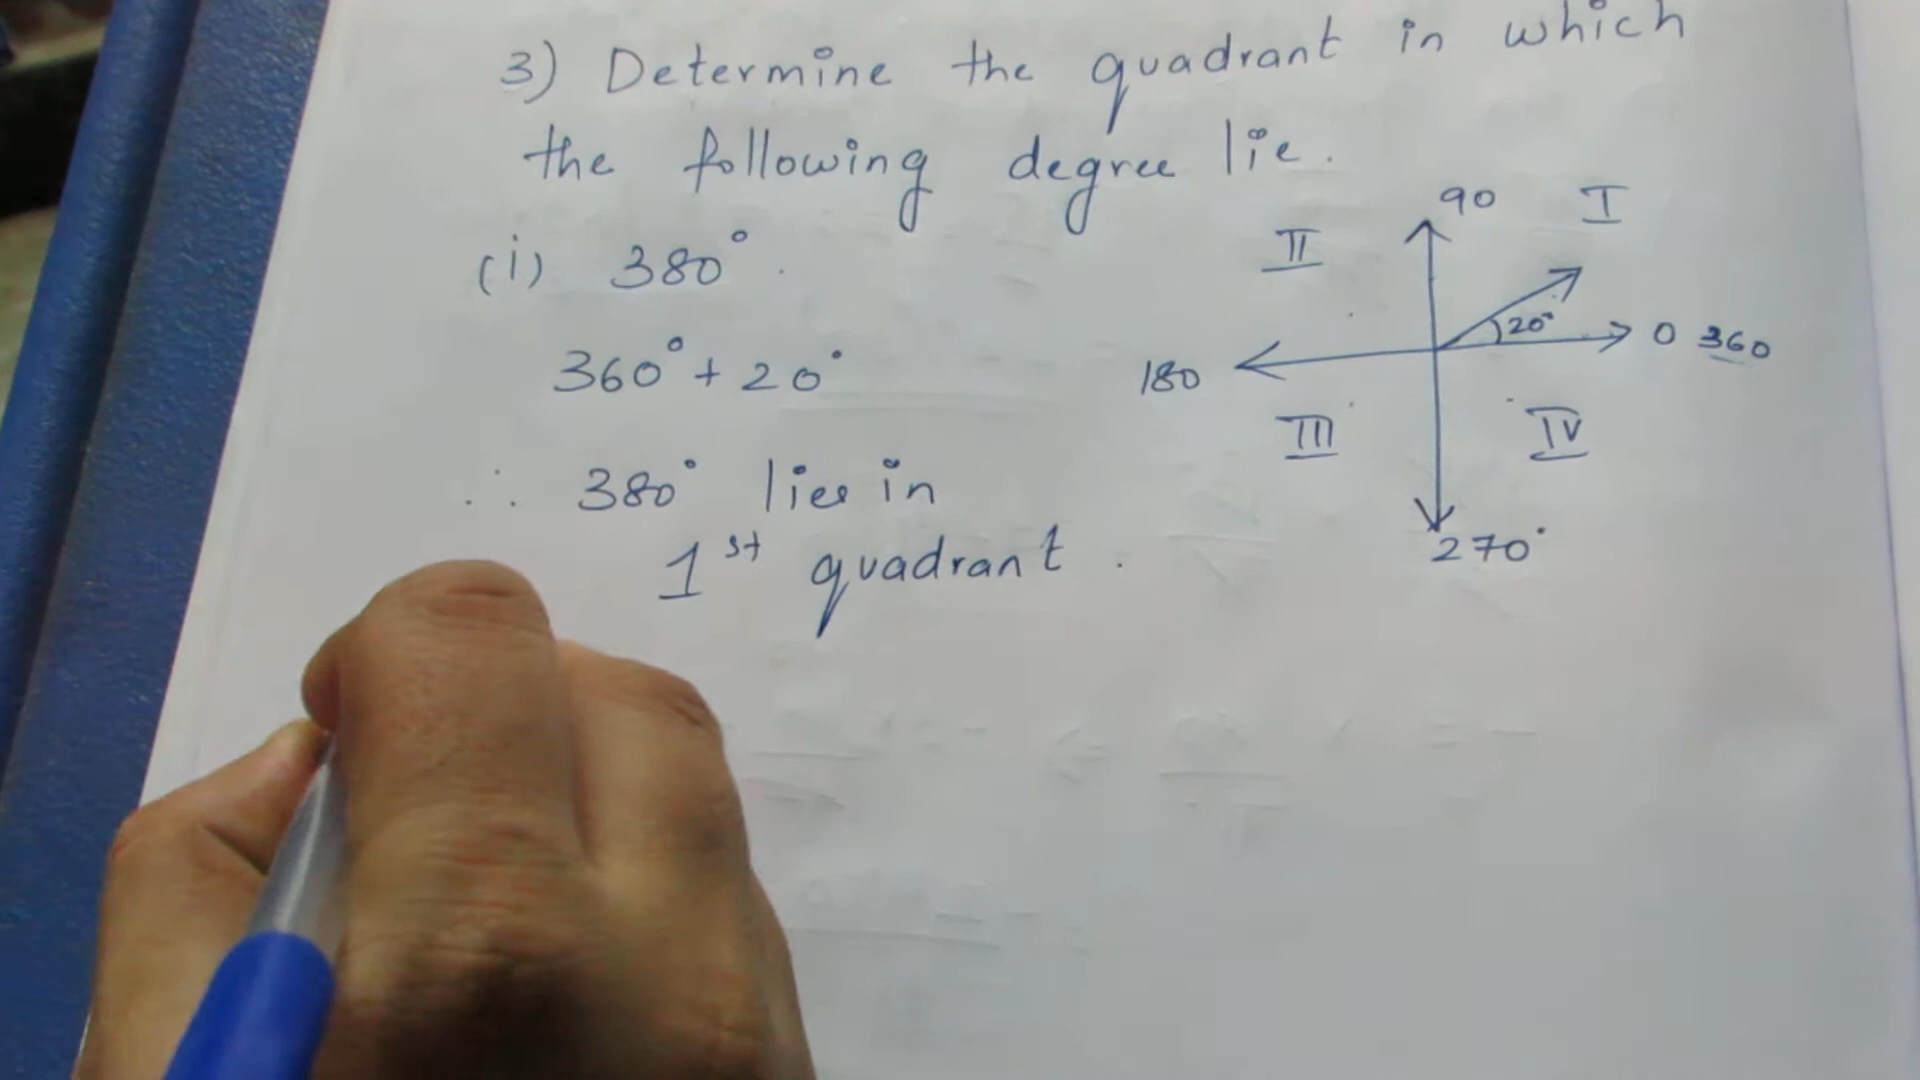 3) Determine the quadrant in which
the following degree lie.
(i) 380°.
360° + 20°
∴ 380° lies in
1st quadrant.
90 I
II
20°
0 360
180
III
IV
270°